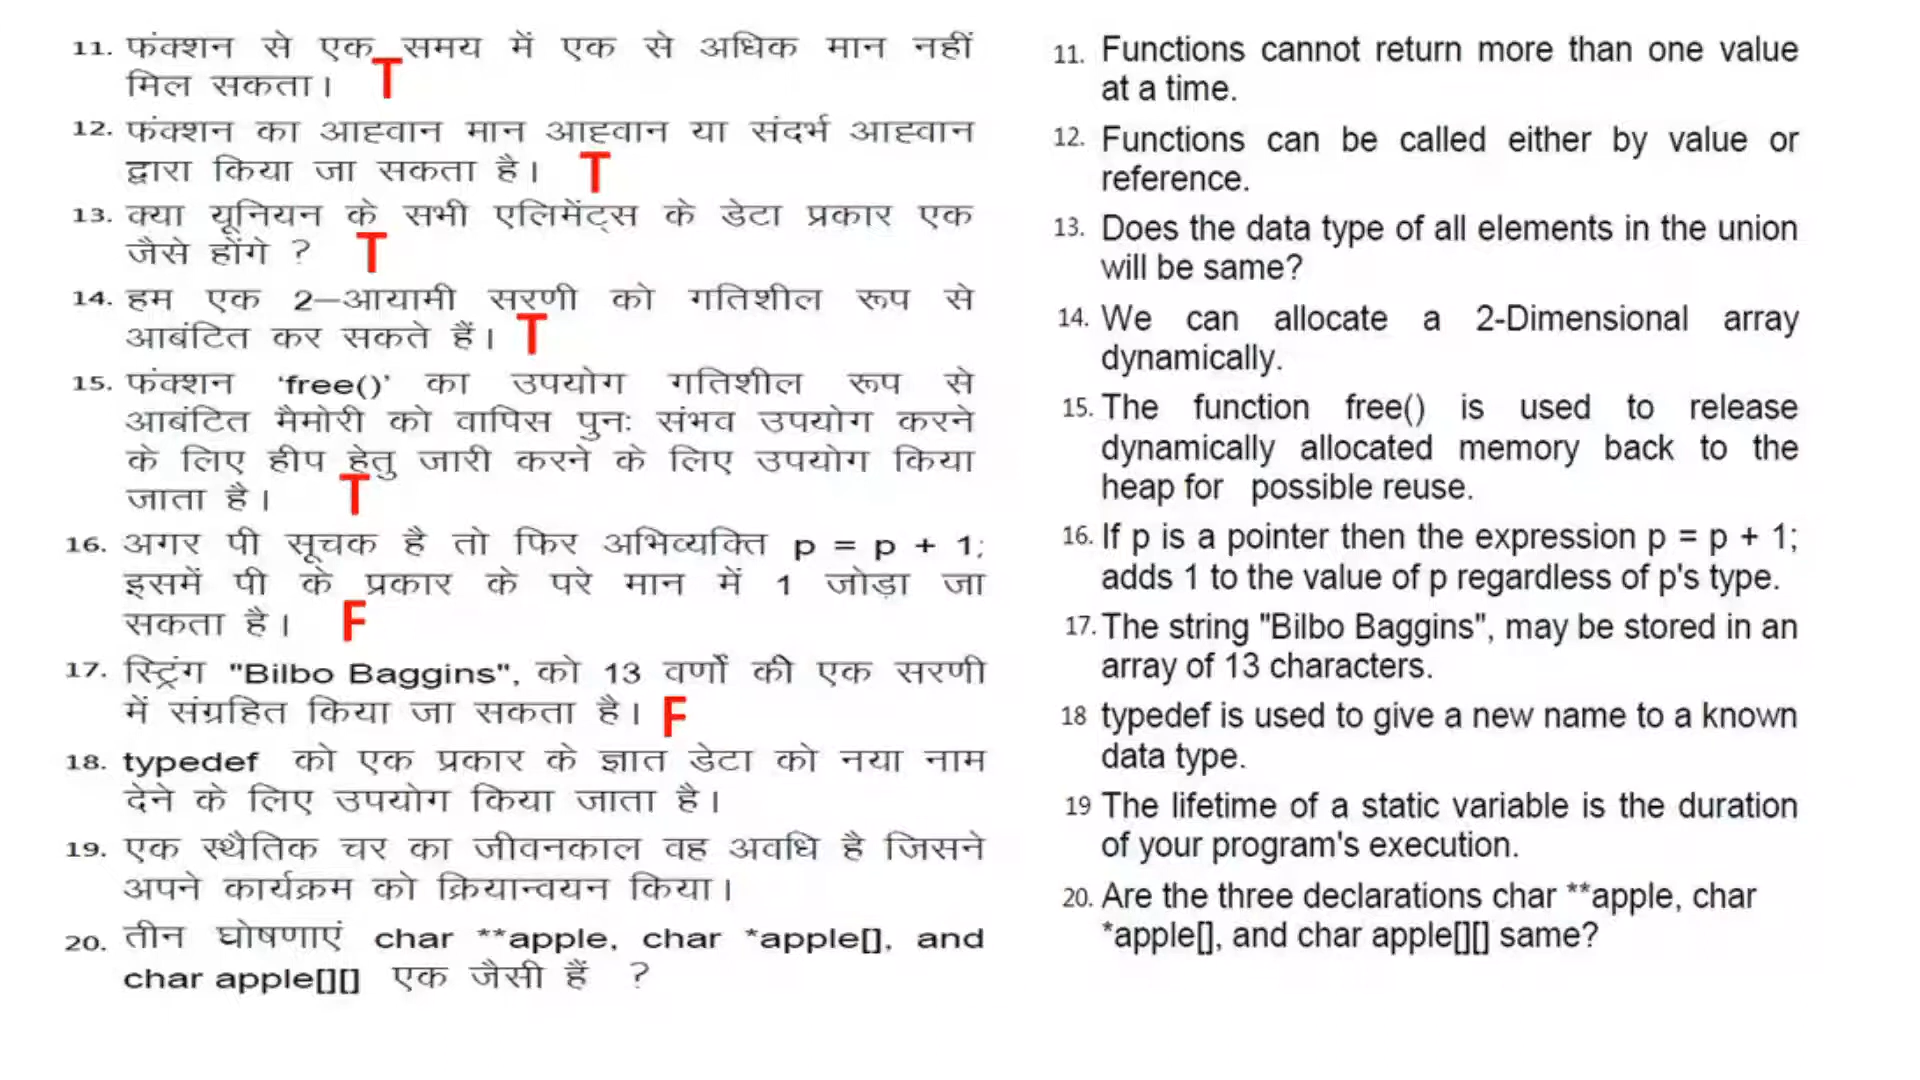 11. फंक्शन से एक समय में एक से अधिक मान नहीं
मिल सकता। T
12. फंक्शन का आह्वान मान आह्वान या संदर्भ आह्वान
द्वारा किया जा सकता है। T
13. क्या यूनियन के सभी एलिमेंट्स के डेटा प्रकार एक
जैसे होंगे ? T
14. हम एक 2–आयामी सरणी को गतिशील रूप से
आबंटित कर सकते हैं। T
15. फंक्शन 'free()' का उपयोग गतिशील रूप से
आबंटित मैमोरी को वापिस पुनः संभव उपयोग करने
के लिए हीप हेतु जारी करने के लिए उपयोग किया
जाता है। T
16. अगर पी सूचक है तो फिर अभिव्यक्ति p = p + 1;
इसमें पी के प्रकार के परे मान में 1 जोड़ा जा
सकता है। F
17. स्ट्रिंग "Bilbo Baggins", को 13 वर्णों की एक सरणी
में संग्रहित किया जा सकता है। F
18. typedef को एक प्रकार के ज्ञात डेटा को नया नाम
देने के लिए उपयोग किया जाता है।
19. एक स्थैतिक चर का जीवनकाल वह अवधि है जिसने
अपने कार्यक्रम को क्रियान्वयन किया।
20. तीन घोषणाएं char **apple, char *apple[], and
char apple[][] एक जैसी हैं ?
11. Functions cannot return more than one value
at a time.
12. Functions can be called either by value or
reference.
13. Does the data type of all elements in the union
will be same?
14. We can allocate a 2-Dimensional array
dynamically.
15. The function free() is used to release
dynamically allocated memory back to the
heap for possible reuse.
16. If p is a pointer then the expression p = p + 1;
adds 1 to the value of p regardless of p's type.
17. The string "Bilbo Baggins", may be stored in an
array of 13 characters.
18 typedef is used to give a new name to a known
data type.
19 The lifetime of a static variable is the duration
of your program's execution.
20. Are the three declarations char **apple, char
*apple[], and char apple[][] same?